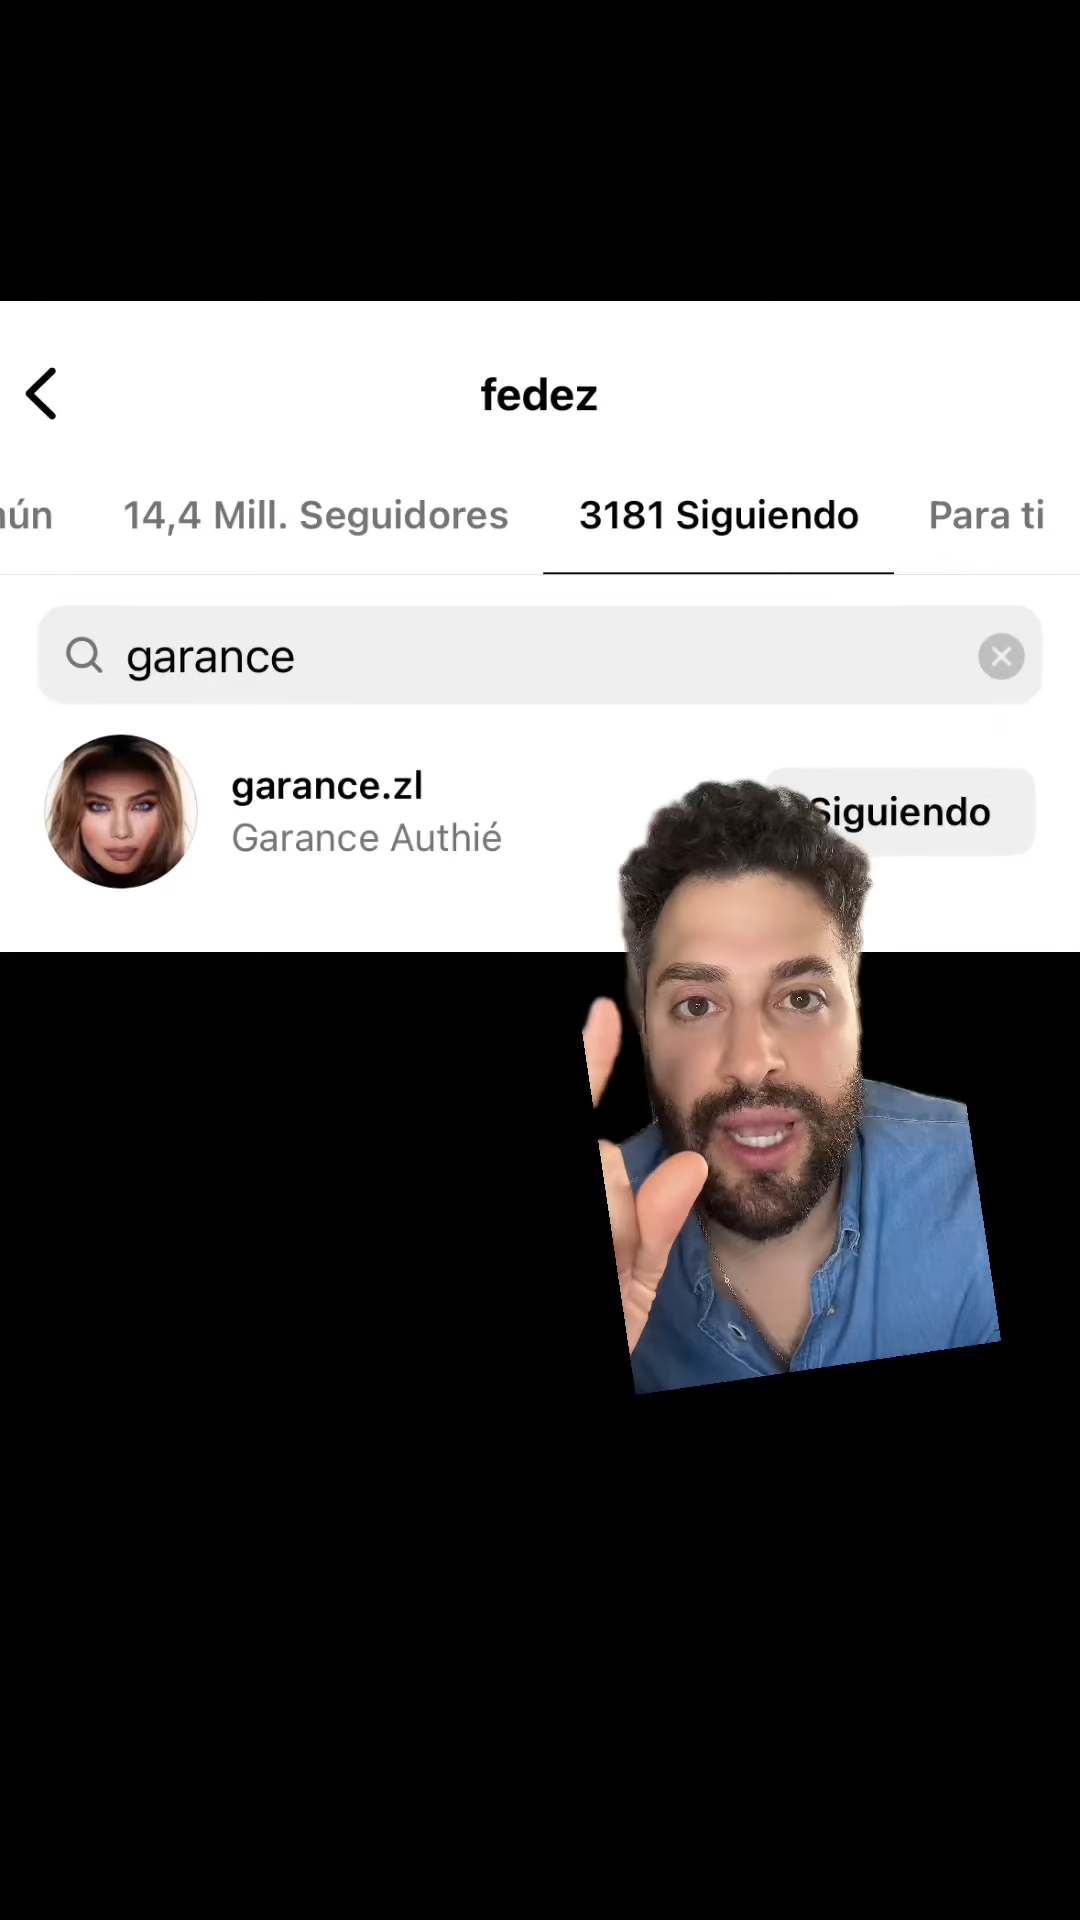 fedez
ún
14,4 Mill. Seguidores
3181 Siguiendo
Para ti
garance
garance.zl
Garance Authié
Siguiendo